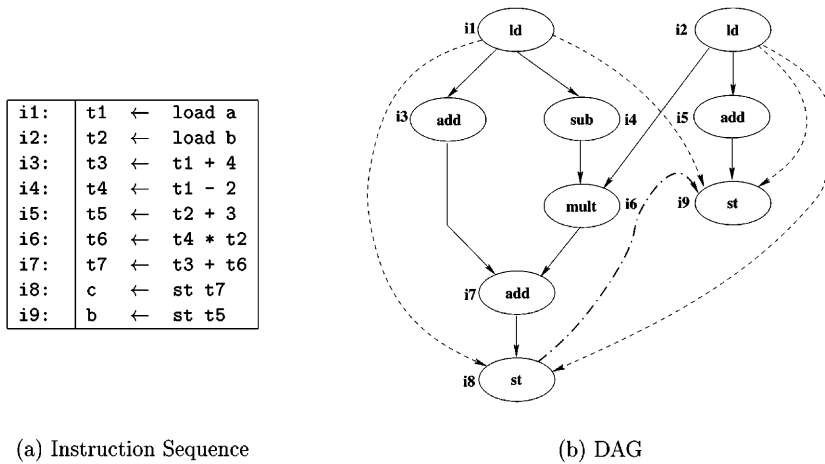 i1: t1 ← load a
i2: t2 ← load b
i3: t3 ← t1 + 4
i4: t4 ← t1 - 2
i5: t5 ← t2 + 3
i6: t6 ← t4 * t2
i7: t7 ← t3 + t6
i8: c ← st t7
i9: b ← st t5
(a) Instruction Sequence
i1 ld
i2 ld
i3 add
sub i4
i5 add
mult i6
i9 st
i7 add
i8 st
(b) DAG